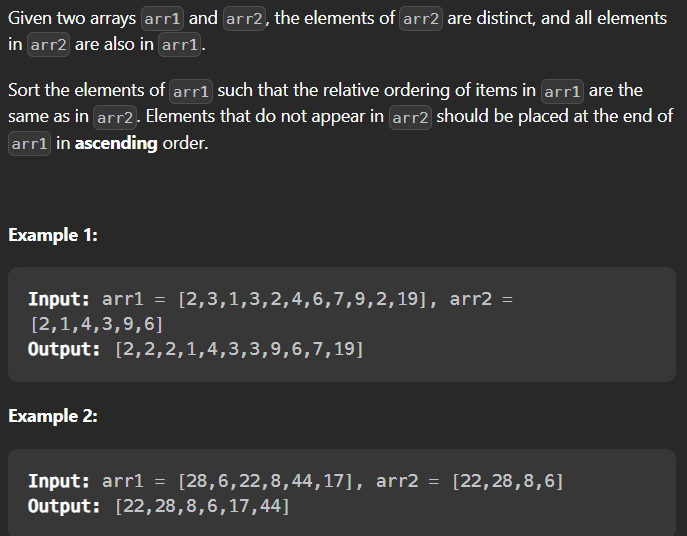 Given two arrays arr1 and arr2, the elements of arr2 are distinct, and all elements
in arr2 are also in arr1.
Sort the elements of arr1 such that the relative ordering of items in arr1 are the
same as in arr2. Elements that do not appear in arr2 should be placed at the end of
arr1 in ascending order.
Example 1:
Input: arr1 = [2,3,1,3,2,4,6,7,9,2,19], arr2 =
[2,1,4,3,9,6]
Output: [2,2,2,1,4,3,3,9,6,7,19]
Example 2:
Input: arr1 = [28,6,22,8,44,17], arr2 = [22,28,8,6]
Output: [22,28,8,6,17,44]